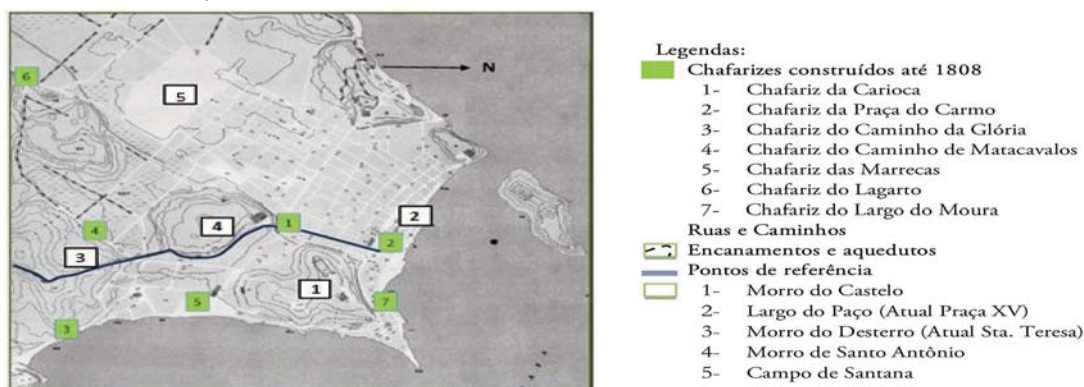 N
6
5
4
1
2
2
4
3
1
5
7
3
Legendas:
Chafarizes construídos até 1808
1- Chafariz da Carioca
2- Chafariz da Praça do Carmo
3- Chafariz do Caminho da Glória
4- Chafariz do Caminho de Matacavalos
5- Chafariz das Marrecas
6- Chafariz do Lagarto
7- Chafariz do Largo do Moura
Ruas e Caminhos
Encanamentos e aquedutos
Pontos de referência
1- Morro do Castelo
2- Largo do Paço (Atual Praça XV)
3- Morro do Desterro (Atual Sta. Teresa)
4- Morro de Santo Antônio
5- Campo de Santana